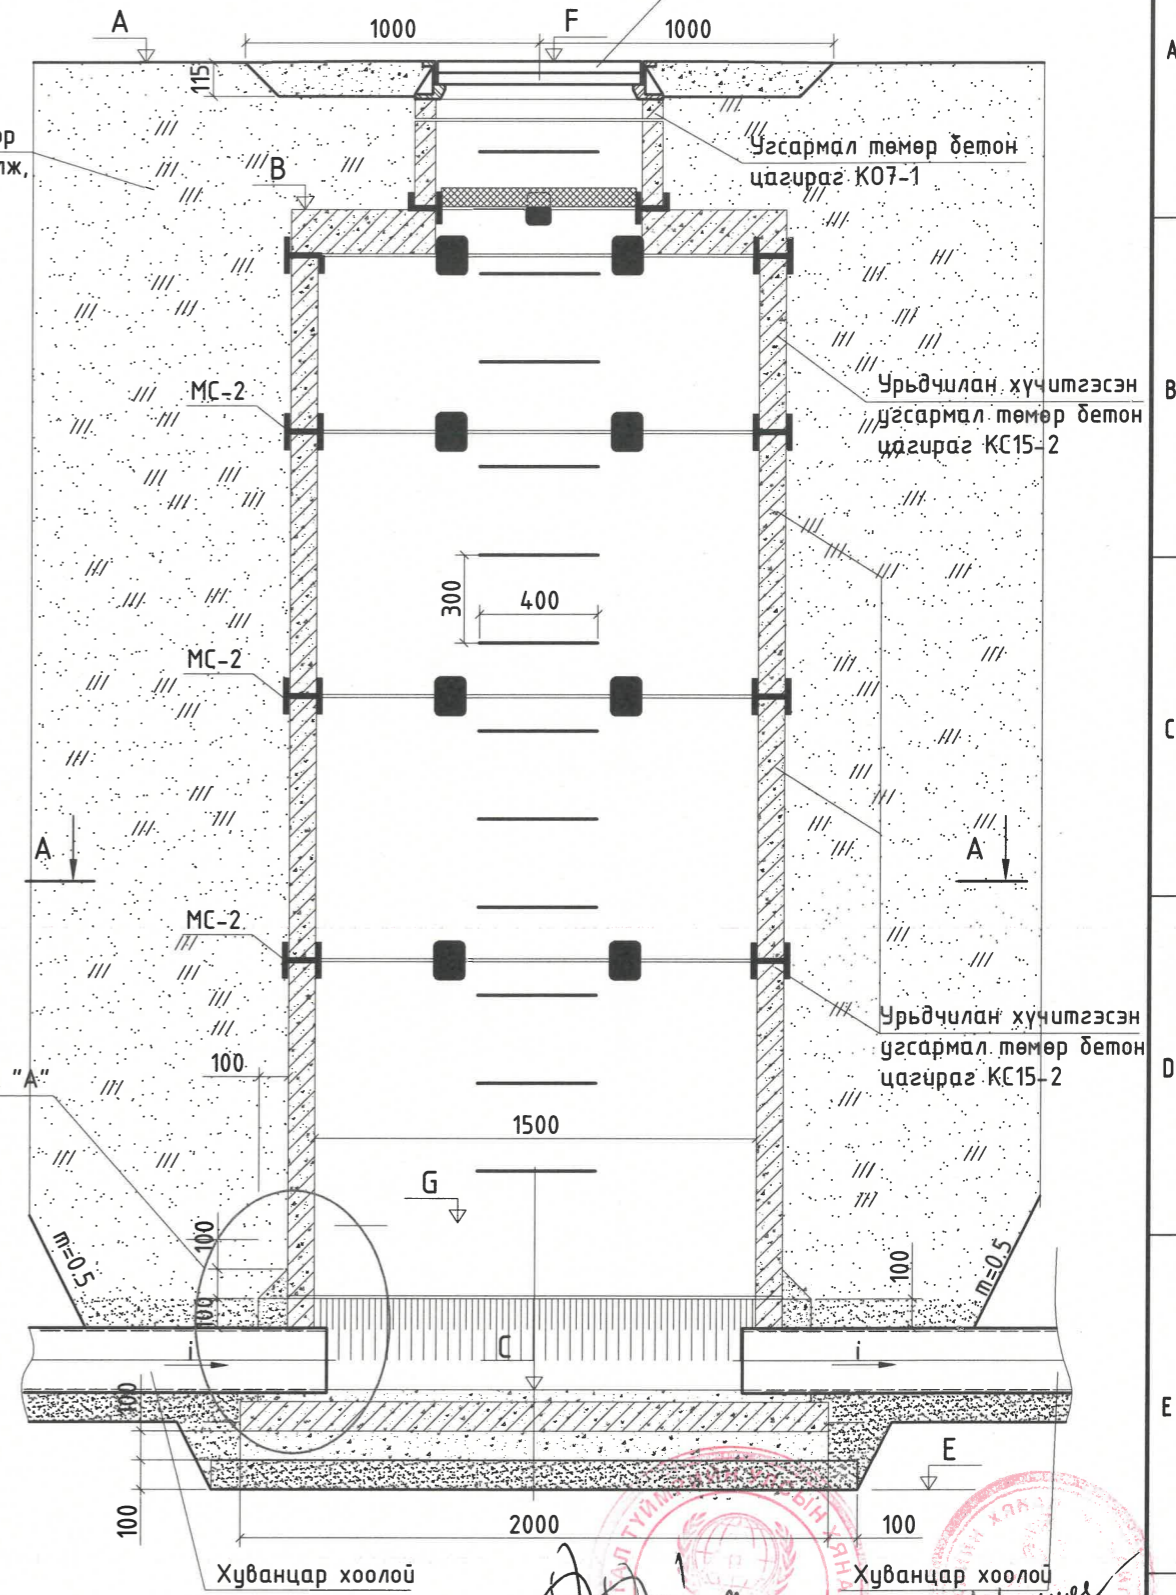 A
F
1000
1000
A
115
өр
лж,
B
Угсармал төмөр бетон
цагираг КО7-1
МС-2
Урьдчилан хүчитгэсэн
угсармал төмөр бетон
цагираг КС15-2
B
300
400
МС-2
C
A
A
МС-2
Урьдчилан хүчитгэсэн
угсармал төмөр бетон
цагираг КС15-2
D
100
"А"
1500
G
100
m=0.5
100
m=0.5
100
i
C
i
100
E
E
100
2000
100
Хуванцар хоолой
Хуванцар хоолой